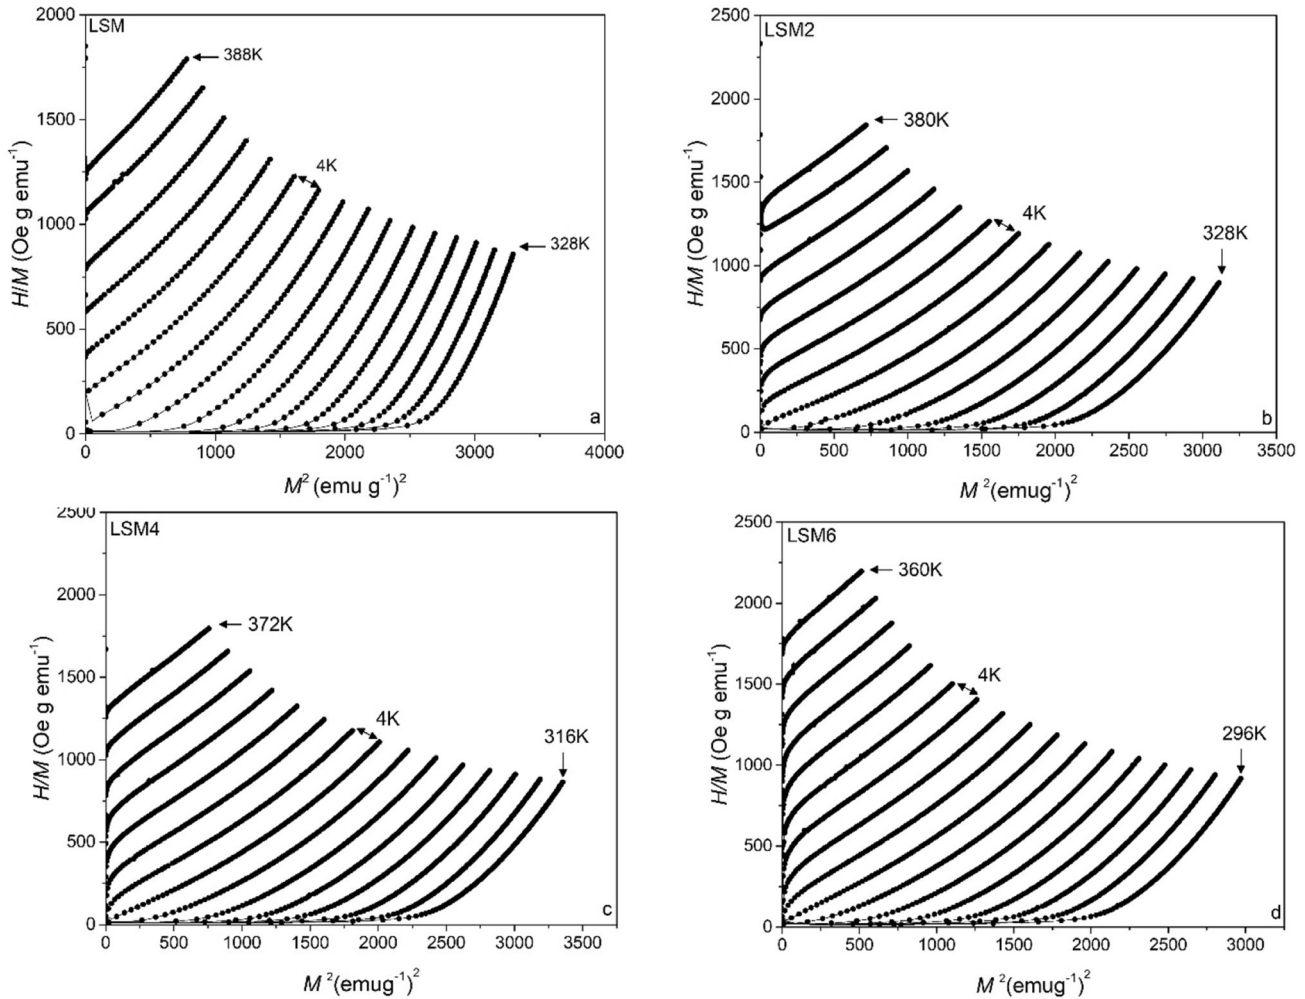 LSM
2000
1500
1000
500
0
H/M (Oe g emu⁻¹)
388K
4K
328K
a
0 1000 2000 3000 4000
M² (emu g⁻¹)²
LSM2
2500
2000
1500
1000
500
0
H/M (Oe g emu⁻¹)
380K
4K
328K
b
0 500 1000 1500 2000 2500 3000 3500
M ²(emug⁻¹)²
LSM4
2500
2000
1500
1000
500
0
H/M (Oe g emu⁻¹)
372K
4K
316K
c
0 500 1000 1500 2000 2500 3000 3500
M ²(emug⁻¹)²
LSM6
2500
2000
1500
1000
500
0
H/M (Oe g emu⁻¹)
360K
4K
296K
d
0 500 1000 1500 2000 2500 3000
M ²(emug⁻¹)²